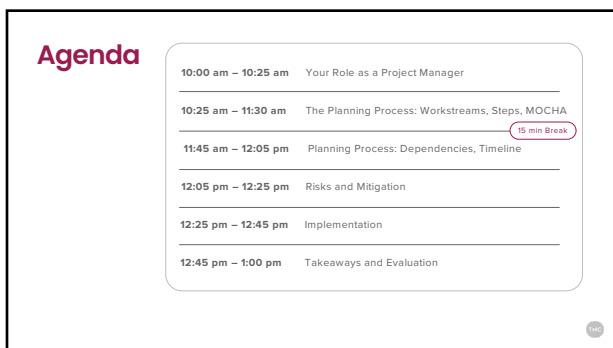 Agenda
10:00 am – 10:25 am Your Role as a Project Manager
10:25 am – 11:30 am The Planning Process: Workstreams, Steps, MOCHA
15 min Break
11:45 am – 12:05 pm Planning Process: Dependencies, Timeline
12:05 pm – 12:25 pm Risks and Mitigation
12:25 pm – 12:45 pm Implementation
12:45 pm – 1:00 pm Takeaways and Evaluation
TMC